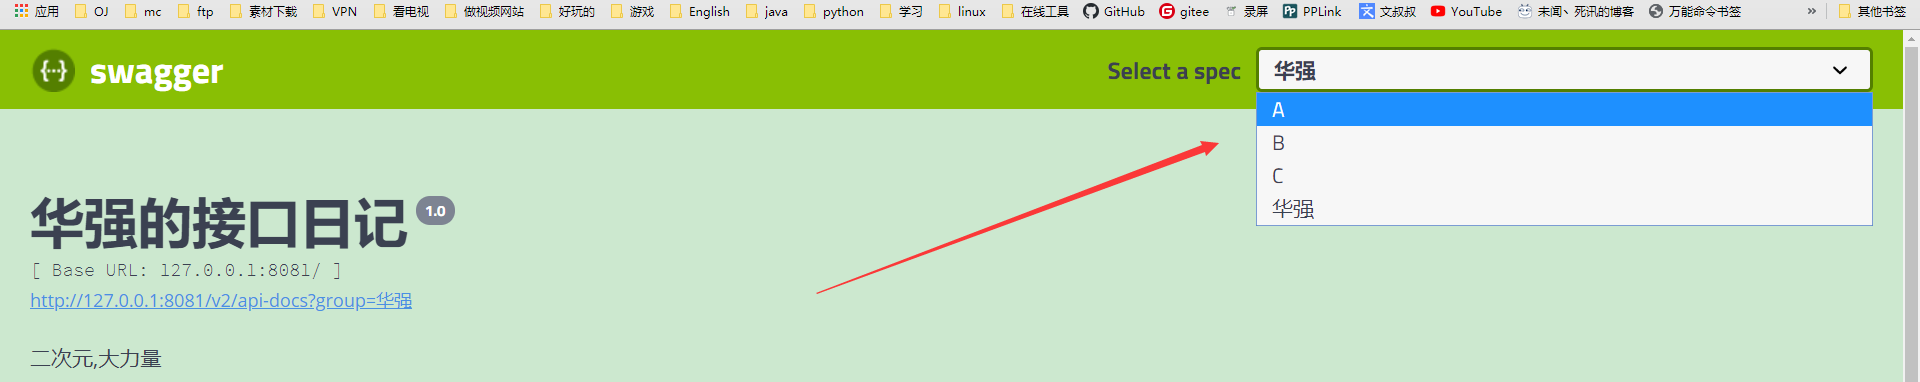 应用 OJ mc ftp 素材下载 VPN 看电视 做视频网站 好玩的 游戏 English java python 学习 linux 在线工具 GitHub gitee 录屏 PPLink 文叔叔 YouTube 未闻丶死讯的博客 万能命令书签 » 其他书签
{···} swagger Select a spec 华强
A
B
C
华强
华强的接口日记 1.0
[ Base URL: 127.0.0.1:8081/ ]
http://127.0.0.1:8081/v2/api-docs?group=华强
二次元,大力量